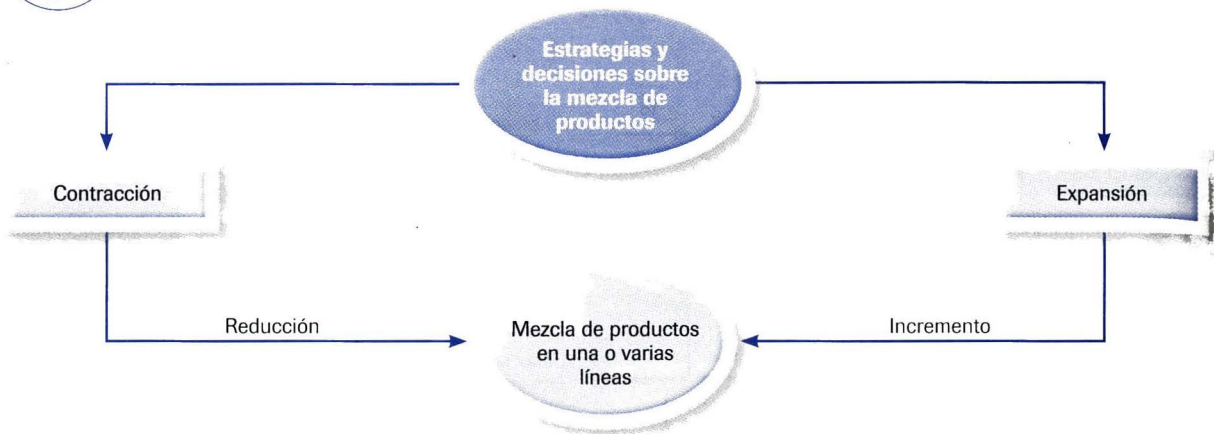 Estrategias y
decisiones sobre
la mezcla de
productos
Contracción
Expansión
Reducción
Mezcla de productos
en una o varias
líneas
Incremento